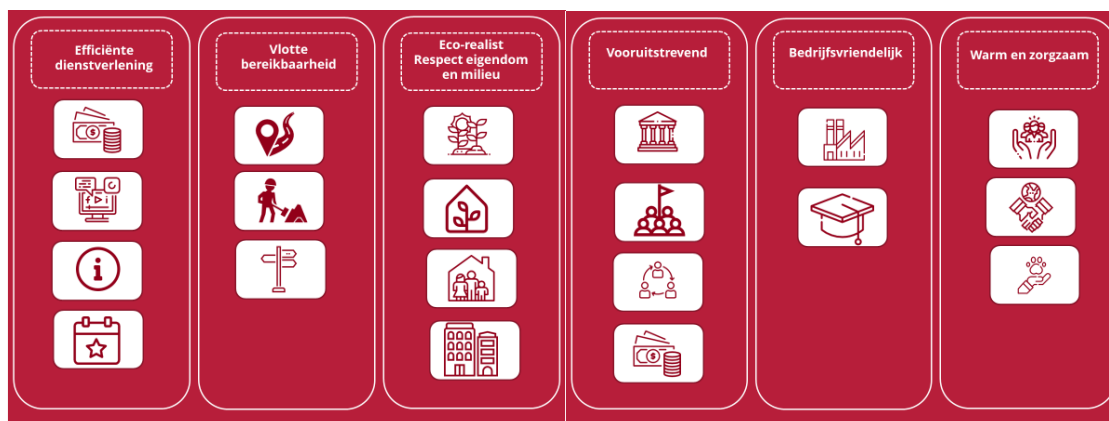 Efficiënte
dienstverlening
Vlotte
bereikbaarheid
Eco-realist
Respect eigendom
en milieu
Vooruitstrevend
Bedrijfsvriendelijk
Warm en zorgzaam